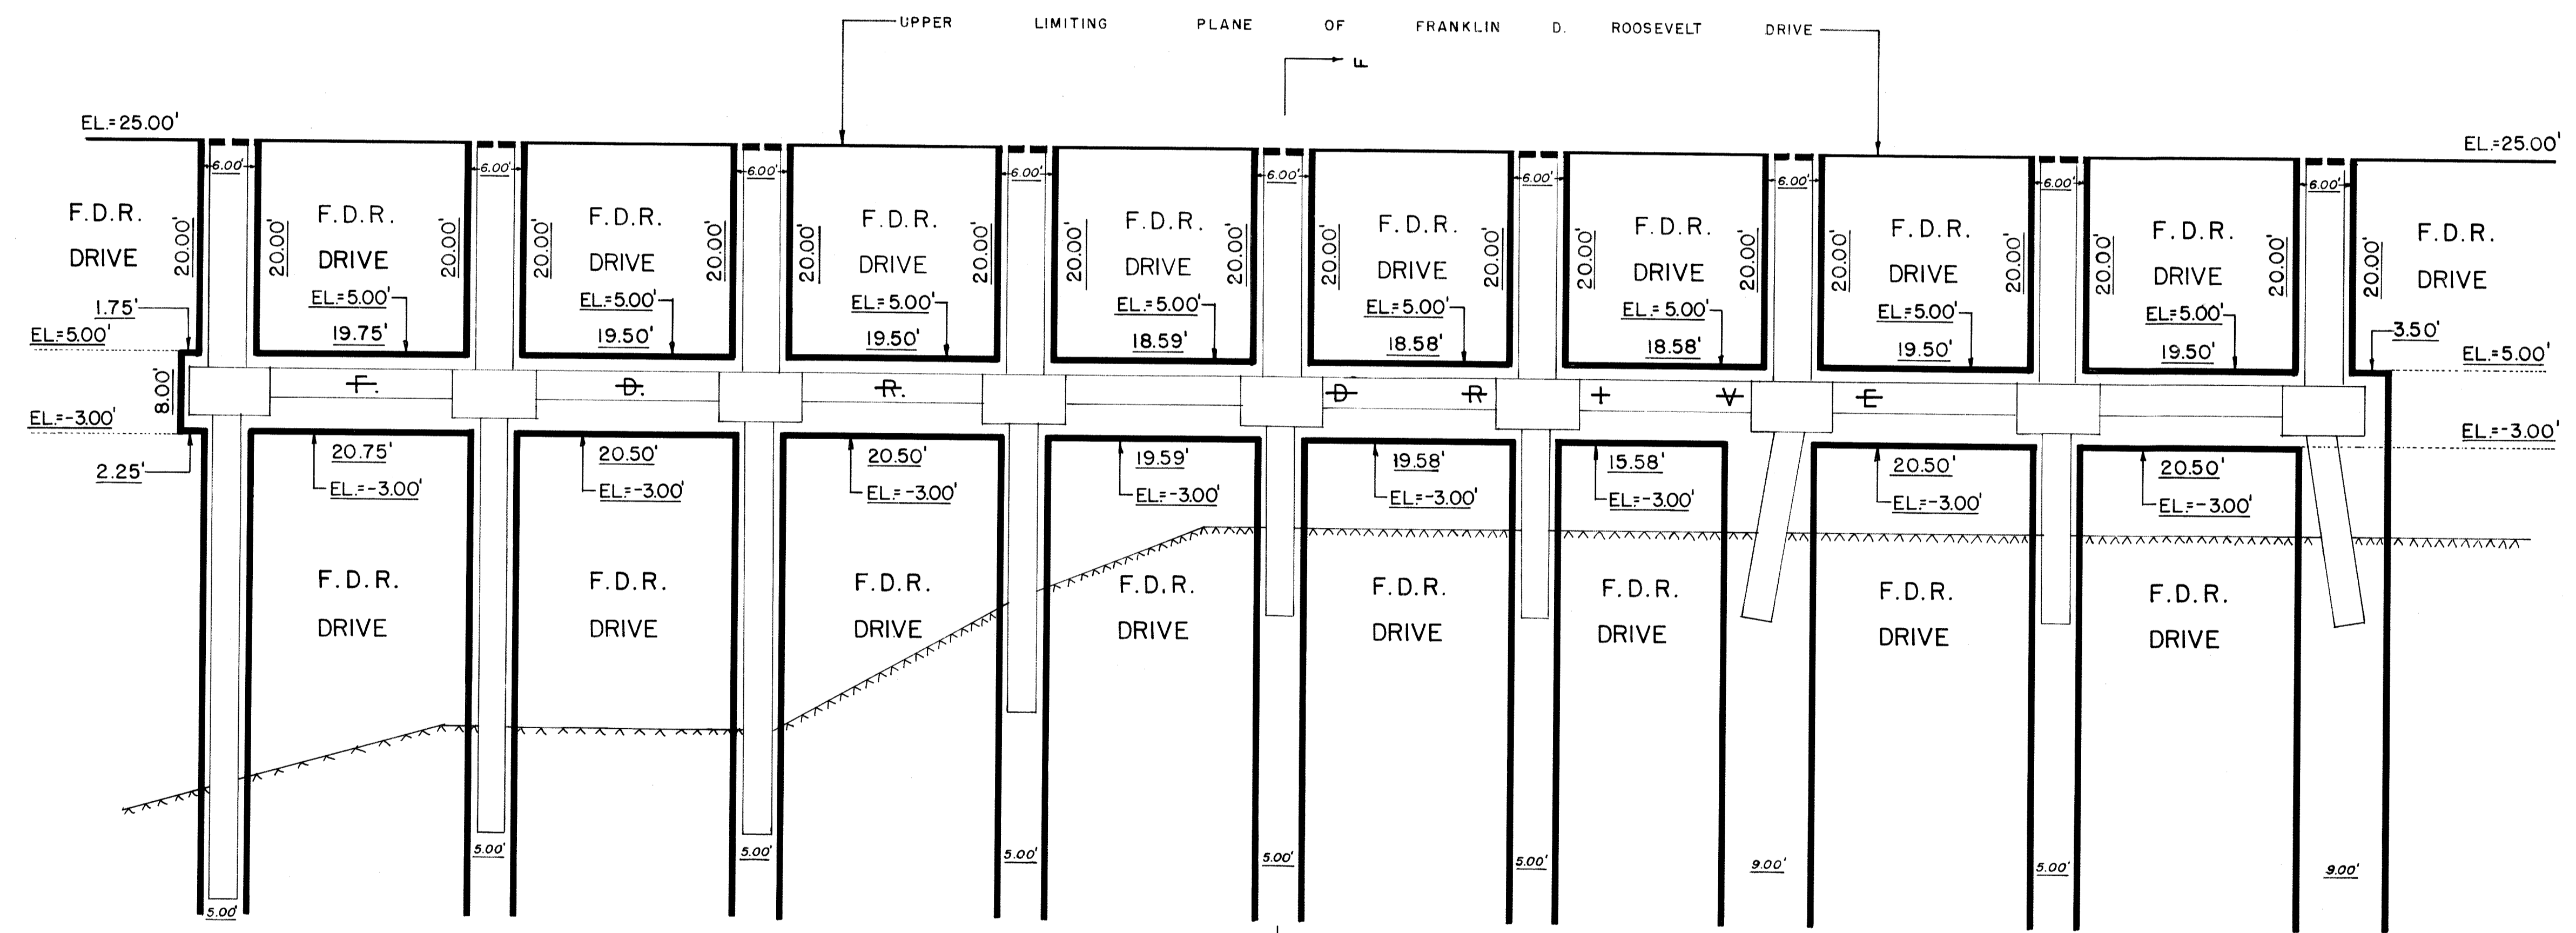 UPPER LIMITING PLANE OF FRANKLIN D. ROOSEVELT DRIVE
F
EL.=25.00'
EL.=25.00'
6.00' 6.00' 6.00' 6.00' 6.00' 6.00' 6.00' 6.00' 6.00'
F.D.R. F.D.R. F.D.R. F.D.R. F.D.R. F.D.R. F.D.R. F.D.R. F.D.R. F.D.R.
DRIVE DRIVE DRIVE DRIVE DRIVE DRIVE DRIVE DRIVE DRIVE DRIVE
20.00' 20.00' 20.00' 20.00' 20.00' 20.00' 20.00' 20.00' 20.00' 20.00' 20.00' 20.00' 20.00' 20.00' 20.00' 20.00' 20.00' 20.00'
1.75' EL.=5.00' EL.=5.00' EL.=5.00' EL.=5.00' EL.=5.00' EL.=5.00' EL.=5.00' EL.=5.00' 3.50'
EL.=5.00' 19.75' 19.50' 19.50' 18.59' 18.58' 18.58' 19.50' 19.50' EL.=5.00'
8.00' F. D. R. D R I V E
EL.=-3.00' EL.=-3.00'
2.25' 20.75' 20.50' 20.50' 19.59' 19.58' 15.58' 20.50' 20.50'
EL.=-3.00' EL.=-3.00' EL.=-3.00' EL.=-3.00' EL.=-3.00' EL.=-3.00' EL.=-3.00' EL.=-3.00'
F.D.R. F.D.R. F.D.R. F.D.R. F.D.R. F.D.R. F.D.R. F.D.R.
DRIVE DRIVE DRIVE DRIVE DRIVE DRIVE DRIVE DRIVE
5.00' 5.00' 5.00' 5.00' 5.00' 5.00' 9.00' 5.00' 9.00'